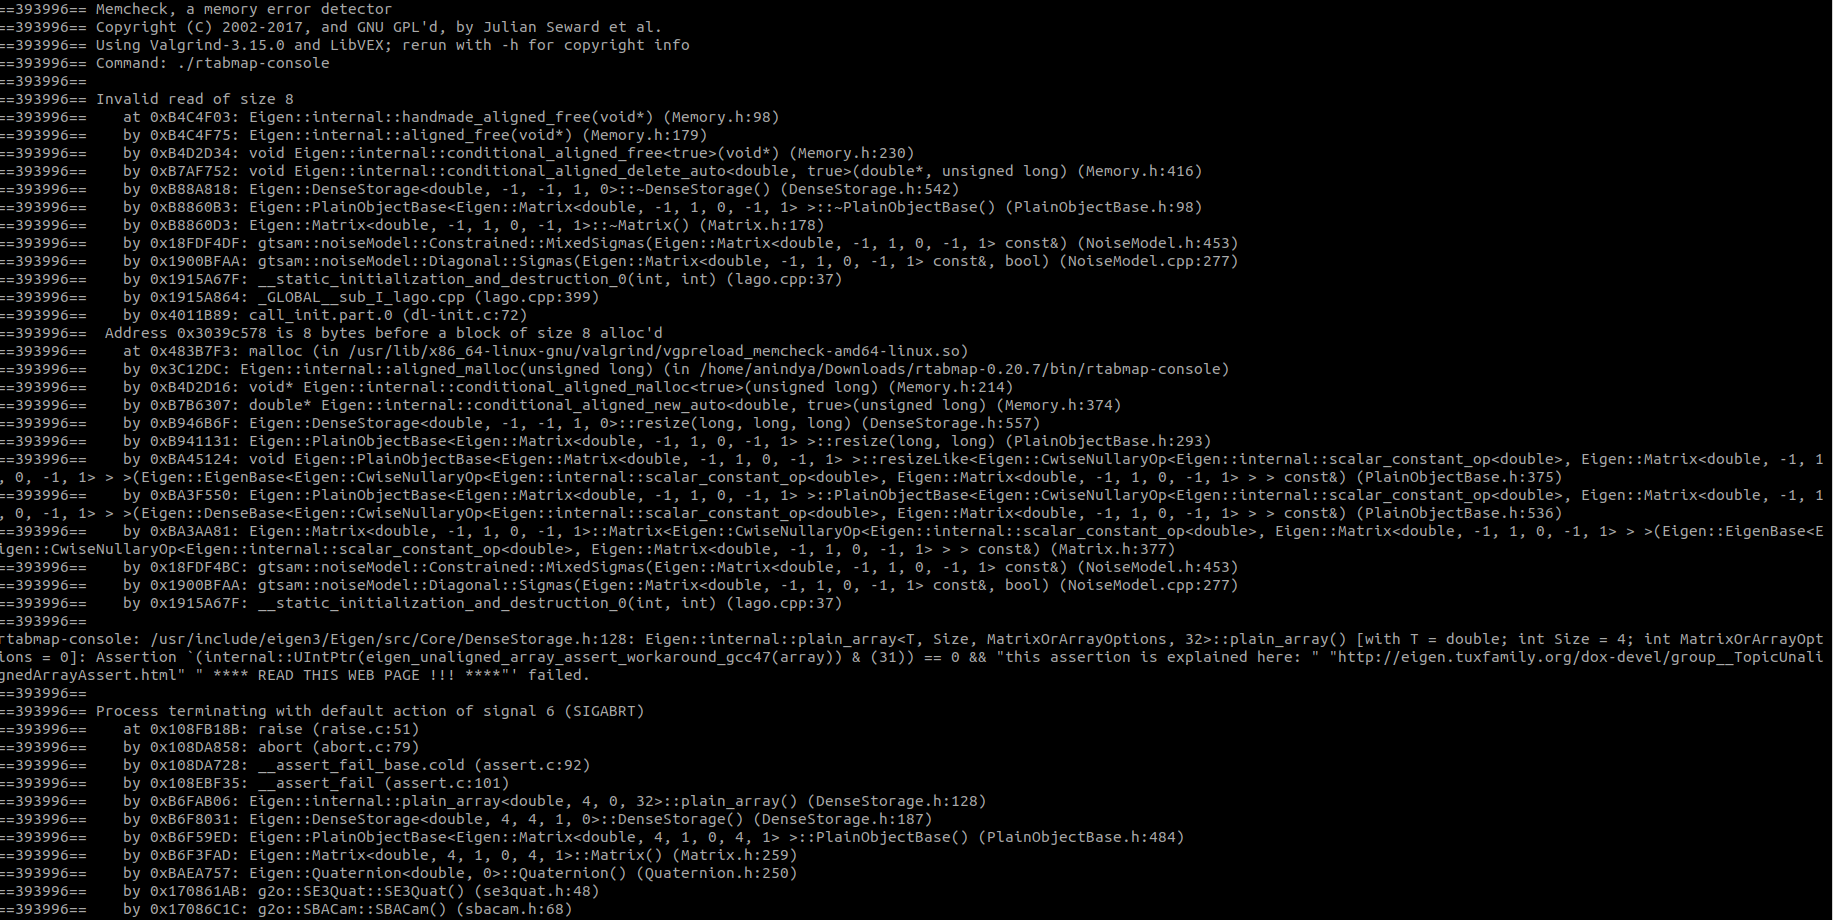 ==393996== Memcheck, a memory error detector
==393996== Copyright (C) 2002-2017, and GNU GPL'd, by Julian Seward et al.
==393996== Using Valgrind-3.15.0 and LibVEX; rerun with -h for copyright info
==393996== Command: ./rtabmap-console
==393996==
==393996== Invalid read of size 8
==393996==    at 0xB4C4F03: Eigen::internal::handmade_aligned_free(void*) (Memory.h:98)
==393996==    by 0xB4C4F75: Eigen::internal::aligned_free(void*) (Memory.h:179)
==393996==    by 0xB4D2D34: void Eigen::internal::conditional_aligned_free<true>(void*) (Memory.h:230)
==393996==    by 0xB7AF752: void Eigen::internal::conditional_aligned_delete_auto<double, true>(double*, unsigned long) (Memory.h:416)
==393996==    by 0xB88A818: Eigen::DenseStorage<double, -1, -1, 1, 0>::~DenseStorage() (DenseStorage.h:542)
==393996==    by 0xB8860B3: Eigen::PlainObjectBase<Eigen::Matrix<double, -1, 1, 0, -1, 1> >::~PlainObjectBase() (PlainObjectBase.h:98)
==393996==    by 0xB8860D3: Eigen::Matrix<double, -1, 1, 0, -1, 1>::~Matrix() (Matrix.h:178)
==393996==    by 0x18FDF4DF: gtsam::noiseModel::Constrained::MixedSigmas(Eigen::Matrix<double, -1, 1, 0, -1, 1> const&) (NoiseModel.h:453)
==393996==    by 0x1900BFAA: gtsam::noiseModel::Diagonal::Sigmas(Eigen::Matrix<double, -1, 1, 0, -1, 1> const&, bool) (NoiseModel.cpp:277)
==393996==    by 0x1915A67F: __static_initialization_and_destruction_0(int, int) (lago.cpp:37)
==393996==    by 0x1915A864: _GLOBAL__sub_I_lago.cpp (lago.cpp:399)
==393996==    by 0x4011B89: call_init.part.0 (dl-init.c:72)
==393996==  Address 0x3039c578 is 8 bytes before a block of size 8 alloc'd
==393996==    at 0x483B7F3: malloc (in /usr/lib/x86_64-linux-gnu/valgrind/vgpreload_memcheck-amd64-linux.so)
==393996==    by 0x3C12DC: Eigen::internal::aligned_malloc(unsigned long) (in /home/anindya/Downloads/rtabmap-0.20.7/bin/rtabmap-console)
==393996==    by 0xB4D2D16: void* Eigen::internal::conditional_aligned_malloc<true>(unsigned long) (Memory.h:214)
==393996==    by 0xB7B6307: double* Eigen::internal::conditional_aligned_new_auto<double, true>(unsigned long) (Memory.h:374)
==393996==    by 0xB946B6F: Eigen::DenseStorage<double, -1, -1, 1, 0>::resize(long, long, long) (DenseStorage.h:557)
==393996==    by 0xB941131: Eigen::PlainObjectBase<Eigen::Matrix<double, -1, 1, 0, -1, 1> >::resize(long, long) (PlainObjectBase.h:293)
==393996==    by 0xBA45124: void Eigen::PlainObjectBase<Eigen::Matrix<double, -1, 1, 0, -1, 1> >::resizeLike<Eigen::CwiseNullaryOp<Eigen::internal::scalar_constant_op<double>, Eigen::Matrix<double, -1, 1
, 0, -1, 1> > >(Eigen::EigenBase<Eigen::CwiseNullaryOp<Eigen::internal::scalar_constant_op<double>, Eigen::Matrix<double, -1, 1, 0, -1, 1> > > const&) (PlainObjectBase.h:375)
==393996==    by 0xBA3F550: Eigen::PlainObjectBase<Eigen::Matrix<double, -1, 1, 0, -1, 1> >::PlainObjectBase<Eigen::CwiseNullaryOp<Eigen::internal::scalar_constant_op<double>, Eigen::Matrix<double, -1, 1
, 0, -1, 1> > >(Eigen::DenseBase<Eigen::CwiseNullaryOp<Eigen::internal::scalar_constant_op<double>, Eigen::Matrix<double, -1, 1, 0, -1, 1> > > const&) (PlainObjectBase.h:536)
==393996==    by 0xBA3AA81: Eigen::Matrix<double, -1, 1, 0, -1, 1>::Matrix<Eigen::CwiseNullaryOp<Eigen::internal::scalar_constant_op<double>, Eigen::Matrix<double, -1, 1, 0, -1, 1> > >(Eigen::EigenBase<E
igen::CwiseNullaryOp<Eigen::internal::scalar_constant_op<double>, Eigen::Matrix<double, -1, 1, 0, -1, 1> > > const&) (Matrix.h:377)
==393996==    by 0x18FDF4BC: gtsam::noiseModel::Constrained::MixedSigmas(Eigen::Matrix<double, -1, 1, 0, -1, 1> const&) (NoiseModel.h:453)
==393996==    by 0x1900BFAA: gtsam::noiseModel::Diagonal::Sigmas(Eigen::Matrix<double, -1, 1, 0, -1, 1> const&, bool) (NoiseModel.cpp:277)
==393996==    by 0x1915A67F: __static_initialization_and_destruction_0(int, int) (lago.cpp:37)
==393996==
rtabmap-console: /usr/include/eigen3/Eigen/src/Core/DenseStorage.h:128: Eigen::internal::plain_array<T, Size, MatrixOrArrayOptions, 32>::plain_array() [with T = double; int Size = 4; int MatrixOrArrayOpt
ions = 0]: Assertion `(internal::UIntPtr(eigen_unaligned_array_assert_workaround_gcc47(array)) & (31)) == 0 && "this assertion is explained here: " "http://eigen.tuxfamily.org/dox-devel/group__TopicUnali
gnedArrayAssert.html" " **** READ THIS WEB PAGE !!! ****"' failed.
==393996==
==393996== Process terminating with default action of signal 6 (SIGABRT)
==393996==    at 0x108FB18B: raise (raise.c:51)
==393996==    by 0x108DA858: abort (abort.c:79)
==393996==    by 0x108DA728: __assert_fail_base.cold (assert.c:92)
==393996==    by 0x108EBF35: __assert_fail (assert.c:101)
==393996==    by 0xB6FAB06: Eigen::internal::plain_array<double, 4, 0, 32>::plain_array() (DenseStorage.h:128)
==393996==    by 0xB6F8031: Eigen::DenseStorage<double, 4, 4, 1, 0>::DenseStorage() (DenseStorage.h:187)
==393996==    by 0xB6F59ED: Eigen::PlainObjectBase<Eigen::Matrix<double, 4, 1, 0, 4, 1> >::PlainObjectBase() (PlainObjectBase.h:484)
==393996==    by 0xB6F3FAD: Eigen::Matrix<double, 4, 1, 0, 4, 1>::Matrix() (Matrix.h:259)
==393996==    by 0xBAEA757: Eigen::Quaternion<double, 0>::Quaternion() (Quaternion.h:250)
==393996==    by 0x170861AB: g2o::SE3Quat::SE3Quat() (se3quat.h:48)
==393996==    by 0x17086C1C: g2o::SBACam::SBACam() (sbacam.h:68)